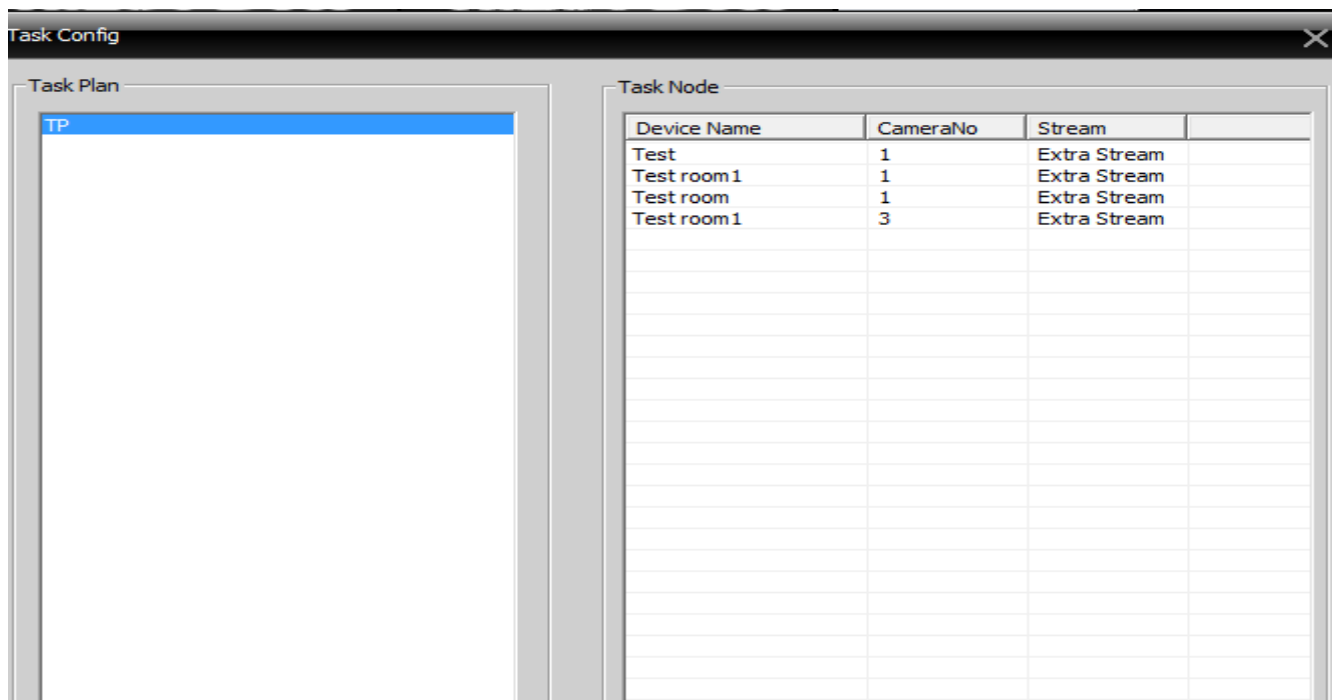 Task Config
Task Plan
TP
Task Node
Device Name CameraNo Stream
Test 1 Extra Stream
Test room1 1 Extra Stream
Test room 1 Extra Stream
Test room1 3 Extra Stream